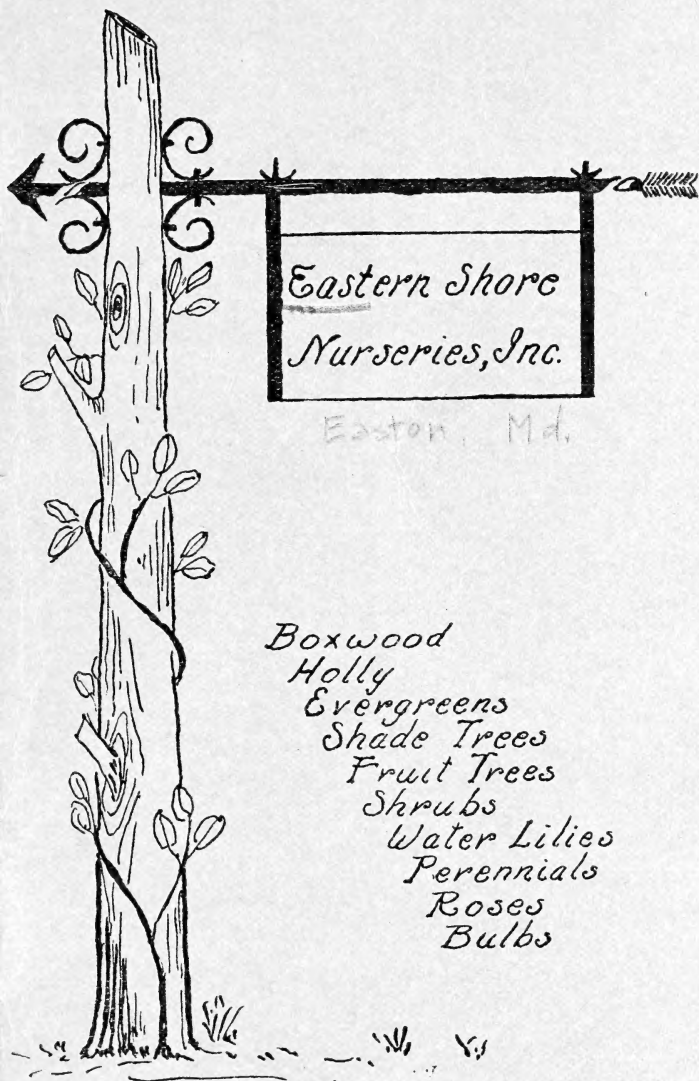 Eastern Shore
Nurseries, Inc.
Easton, Md.
Boxwood
Holly
Evergreens
Shade Trees
Fruit Trees
Shrubs
Water Lilies
Perennials
Roses
Bulbs